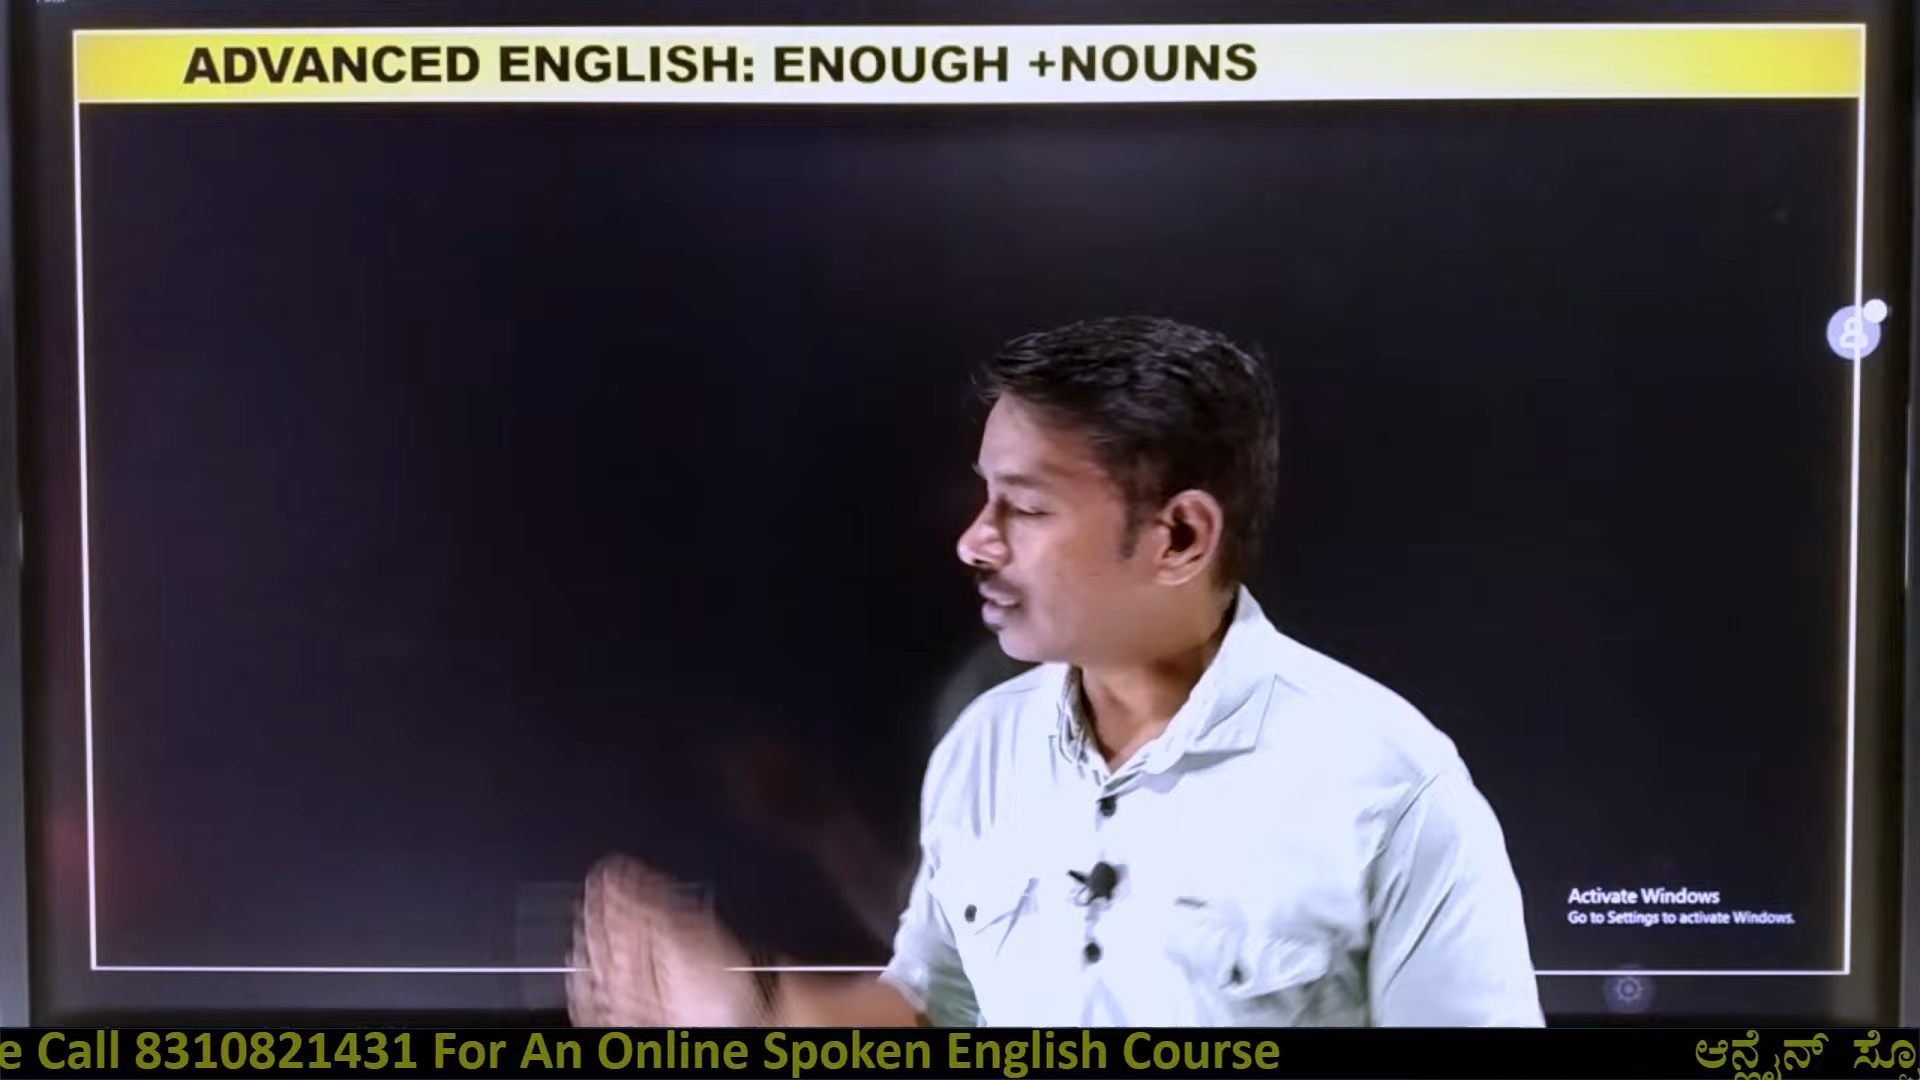 ADVANCED ENGLISH: ENOUGH +NOUNS
Activate Windows
Go to Settings to activate Windows.
e Call 8310821431 For An Online Spoken English Course
ಆನ್ಲೈನ್